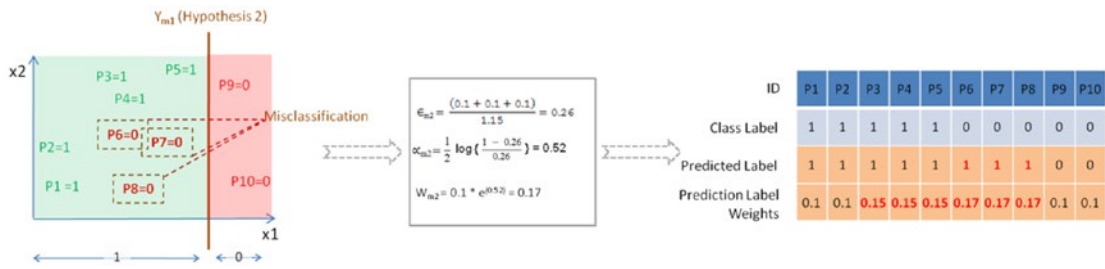 Ym1 (Hypothesis 2)
x2
P3=1
P5=1
P9=0
P4=1
Misclassification
P6=0
P7=0
P2=1
P1 =1
P8=0
P10=0
x1
1
0
ϵm2 = (0.1 + 0.1 + 0.1) / 1.15 = 0.26
∝m2 = 1/2 log( (1 − 0.26) / 0.26 ) = 0.52
Wm2 = 0.1 * e(0.52) = 0.17
ID P1 P2 P3 P4 P5 P6 P7 P8 P9 P10
Class Label 1 1 1 1 1 0 0 0 0 0
Predicted Label 1 1 1 1 1 1 1 1 0 0
Prediction Label Weights 0.1 0.1 0.15 0.15 0.15 0.17 0.17 0.17 0.1 0.1